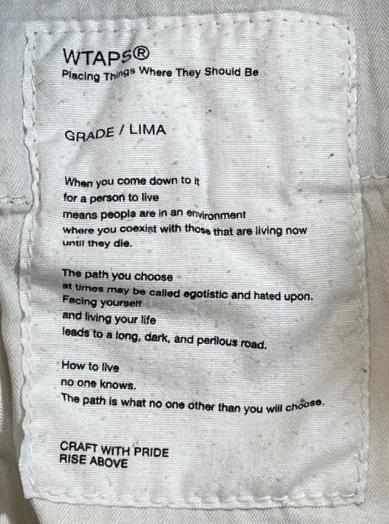 WTAPS®
Placing Things Where They Should Be
GRADE / LIMA
When you come down to it
for a person to live
means people are in an environment
where you coexist with those that are living now
until they die.
The path you choose
at times may be called egotistic and hated upon.
Facing yourself
and living your life
leads to a long, dark, and perilous road.
How to live
no one knows.
The path is what no one other than you will choose.
CRAFT WITH PRIDE
RISE ABOVE